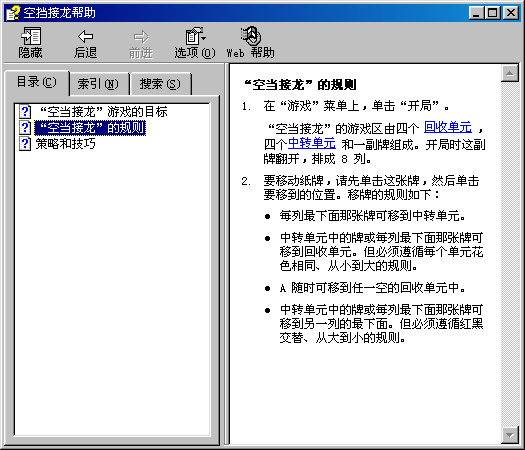 空挡接龙帮助
隐藏 后退 前进 选项(O) Web 帮助
目录(C) 索引(N) 搜索(S)
“空当接龙”游戏的目标
“空当接龙”的规则
策略和技巧
“空当接龙”的规则
1. 在“游戏”菜单上，单击“开局”。
“空当接龙”的游戏区由四个 回收单元，
四个中转单元 和一副牌组成。开局时这副
牌翻开，排成 8 列。
2. 要移动纸牌，请先单击这张牌，然后单击
要移到的位置。移牌的规则如下：
● 每列最下面那张牌可移到中转单元。
● 中转单元中的牌或每列最下面那张牌可
移到回收单元。但必须遵循每个单元花
色相同、从小到大的规则。
● A 随时可移到任一空的回收单元中。
● 中转单元中的牌或每列最下面那张牌可
移到另一列的最下面。但必须遵循红黑
交替、从大到小的规则。